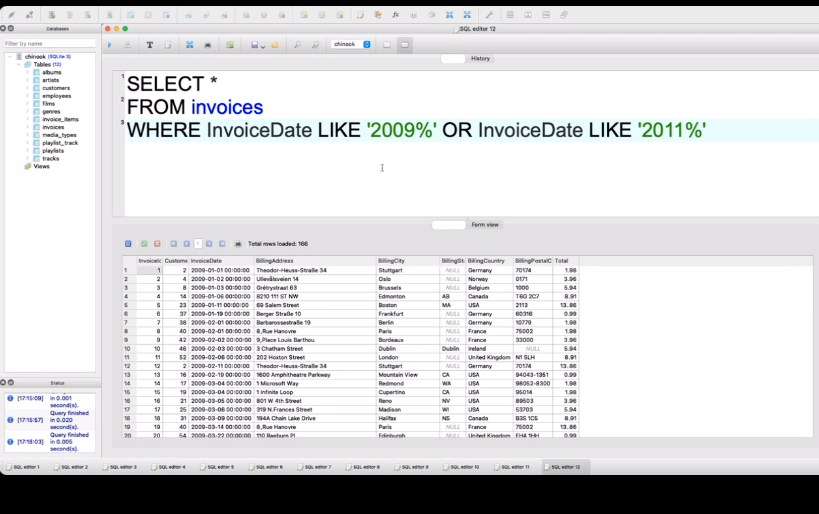 SQL editor 12
Databases
Filter by name
chinook (SQLite 3)
Tables (13)
albums
artists
customers
employees
films
genres
invoice_items
invoices
media_types
playlist_track
playlists
tracks
Views
chinook
History
1 SELECT *
2 FROM invoices
3 WHERE InvoiceDate LIKE '2009%' OR InvoiceDate LIKE '2011%'
Form view
1
Total rows loaded: 166
InvoiceDate BillingAddress BillingCity BillingCountry Total
1 1 2 2009-01-01 00:00:00 Theodor-Heuss-Straße 34 Stuttgart NULL Germany 70174 1.98
2 2 4 2009-01-02 00:00:00 Ullevålsveien 14 Oslo NULL Norway 0171 3.96
3 3 8 2009-01-03 00:00:00 Grétrystraat 63 Brussels NULL Belgium 1000 5.94
4 4 14 2009-01-06 00:00:00 8210 111 ST NW Edmonton AB Canada T6G 2C7 8.91
5 5 23 2009-01-11 00:00:00 69 Salem Street Boston MA USA 2113 13.86
6 6 37 2009-01-19 00:00:00 Berger Straße 10 Frankfurt NULL Germany 60316 0.99
7 7 38 2009-02-01 00:00:00 Barbarossastraße 19 Berlin NULL Germany 10779 1.98
8 8 40 2009-02-01 00:00:00 8, Rue Hanovre Paris NULL France 75002 1.98
9 9 42 2009-02-02 00:00:00 9, Place Louis Barthou Bordeaux NULL France 33000 3.96
10 10 46 2009-02-03 00:00:00 3 Chatham Street Dublin Dublin Ireland NULL 5.94
11 11 52 2009-02-06 00:00:00 202 Hoxton Street London NULL United Kingdom N1 5LH 8.91
12 12 2 2009-02-11 00:00:00 Theodor-Heuss-Straße 34 Stuttgart NULL Germany 70174 13.86
13 13 16 2009-02-19 00:00:00 1600 Amphitheatre Parkway Mountain View CA USA 94043-1351 0.99
14 14 17 2009-03-04 00:00:00 1 Microsoft Way Redmond WA USA 98052-8300 1.98
15 15 19 2009-03-04 00:00:00 1 Infinite Loop Cupertino CA USA 95014 1.98
16 16 21 2009-03-05 00:00:00 801 W 4th Street Reno NV USA 89503 3.96
17 17 25 2009-03-06 00:00:00 319 N. Frances Street Madison WI USA 53703 5.94
18 18 31 2009-03-09 00:00:00 194A Chain Lake Drive Halifax NS Canada B3S 1C5 8.91
19 19 40 2009-03-14 00:00:00 8, Rue Hanovre Paris NULL France 75002 13.86
20 20 54 2009-03-22 00:00:00 110 Raeburn Pl Edinburgh NULL United Kingdom EH4 1HH 0.99
Status
[17:15:09] in 0.001 second(s).
[17:15:57] Query finished in 0.020 second(s).
[17:18:03] Query finished in 0.005 second(s).
SQL editor 1 SQL editor 2 SQL editor 3 SQL editor 4 SQL editor 5 SQL editor 6 SQL editor 7 SQL editor 8 SQL editor 9 SQL editor 10 SQL editor 11 SQL editor 12